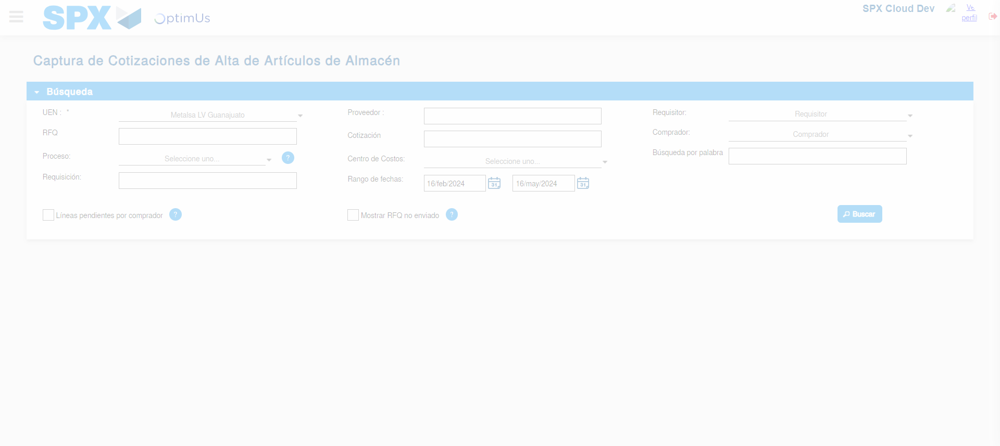 SPX OptimUs
SPX Cloud Dev
perfil
Captura de Cotizaciones de Alta de Artículos de Almacén
Búsqueda
UEN : * Metalsa LV Guanajuato
RFQ
Proceso: Seleccione uno... ?
Requisición:
Proveedor :
Cotización
Centro de Costos: Seleccione uno...
Rango de fechas: 16/feb/2024 31 16/may/2024 31
Requisitor: Requisitor
Comprador: Comprador
Búsqueda por palabra
Líneas pendientes por comprador ?
Mostrar RFQ no enviado ?
Buscar